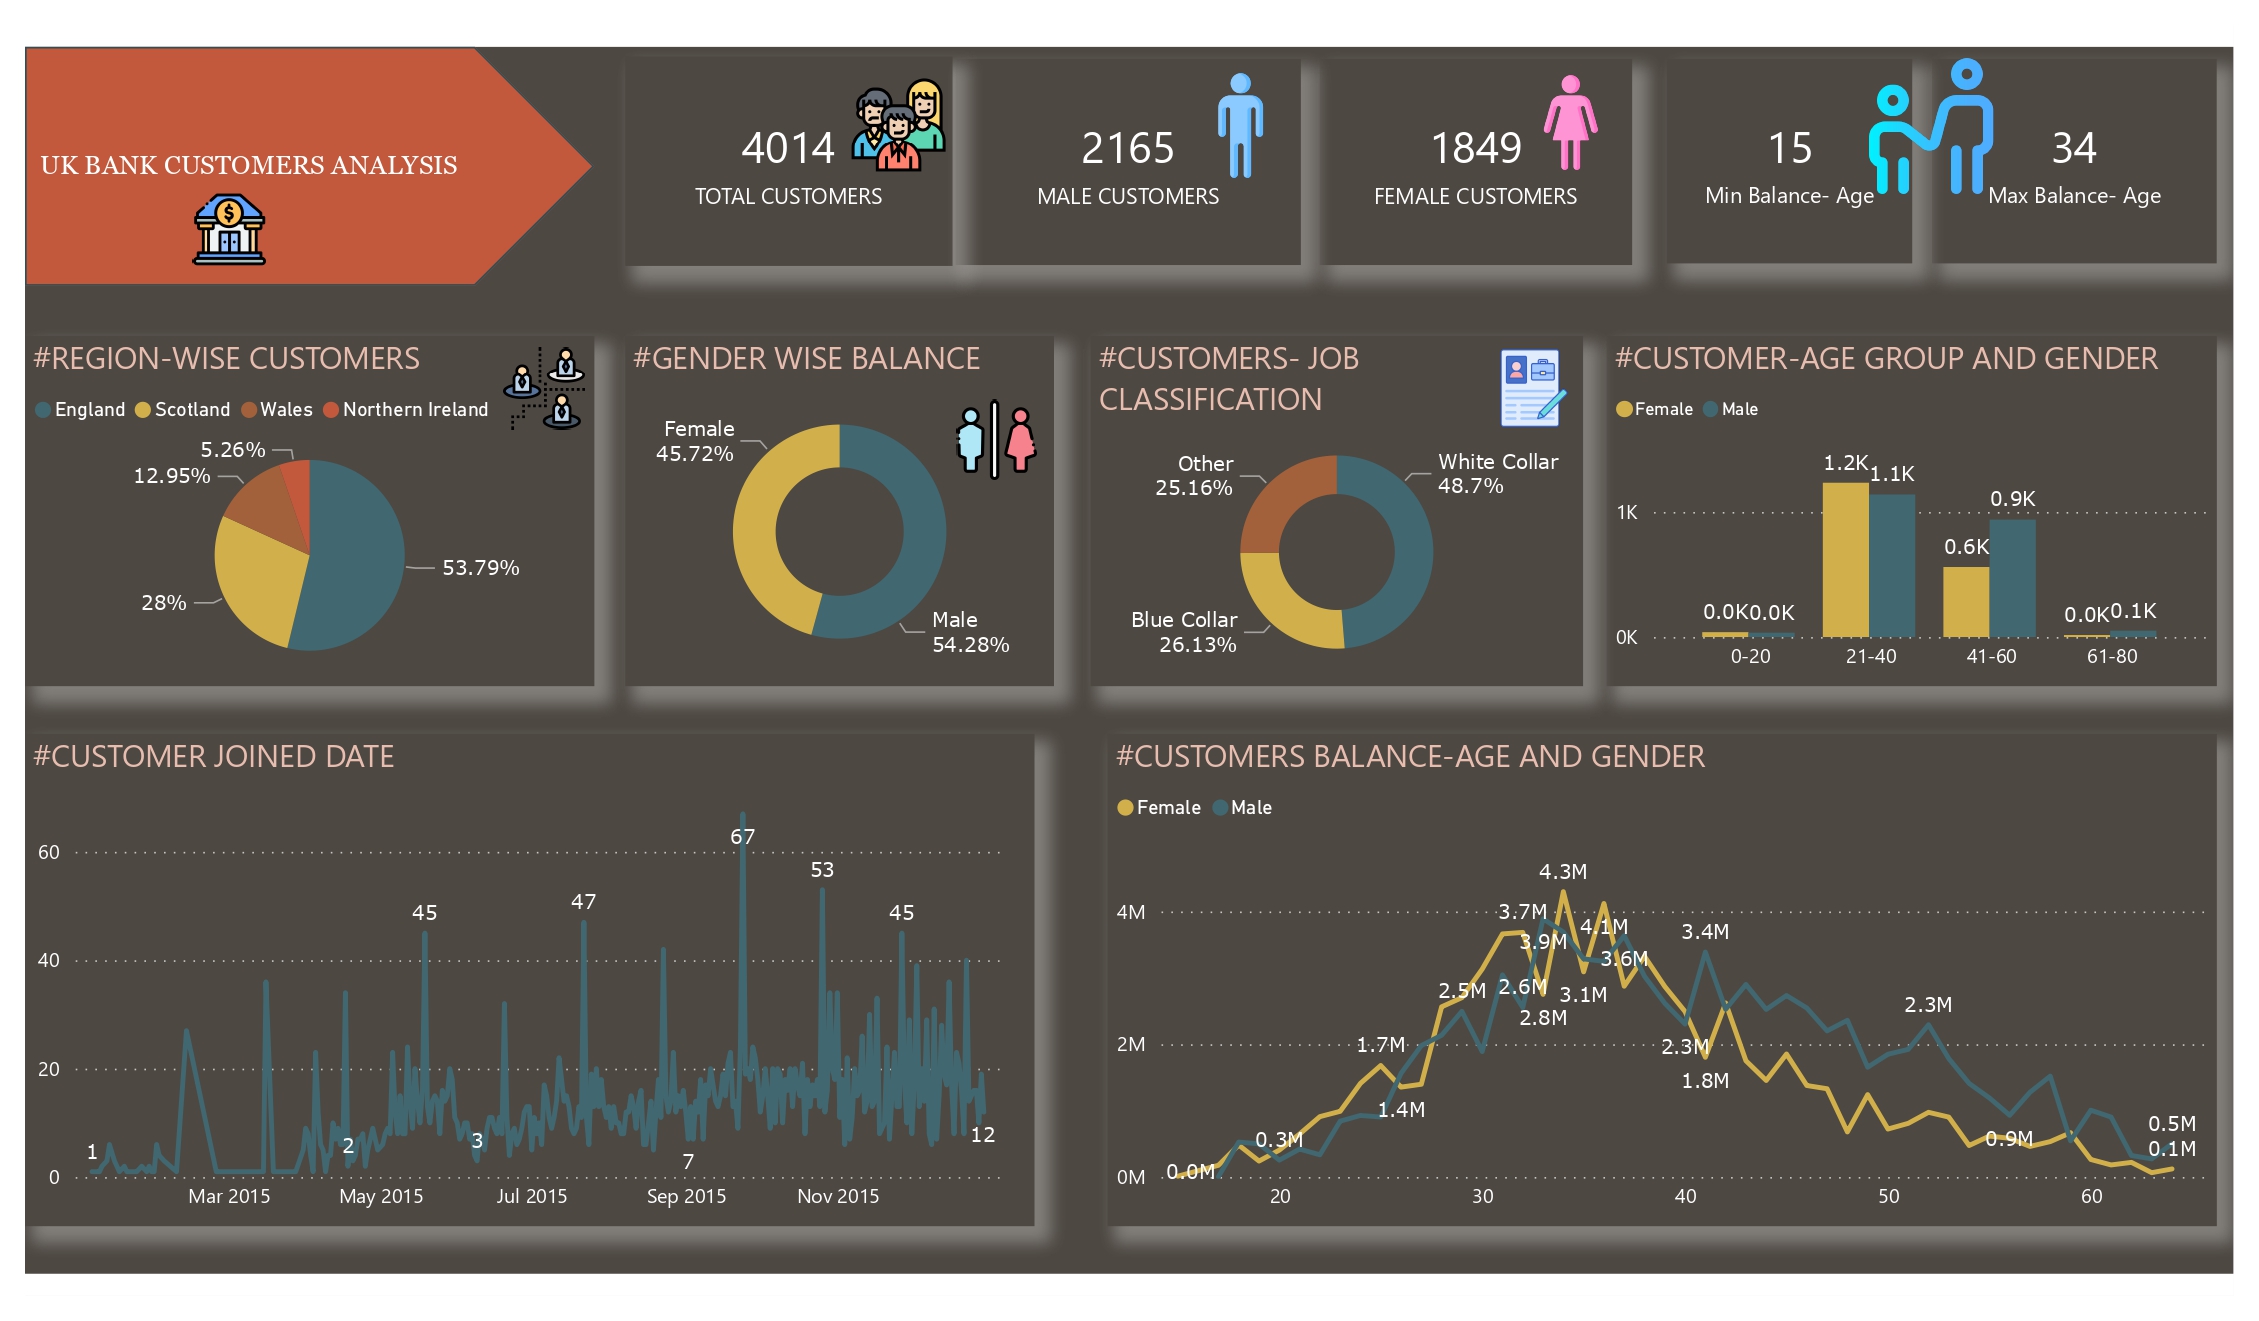 UK BANK CUSTOMERS ANALYSIS
$
4014
TOTAL CUSTOMERS
2165
MALE CUSTOMERS
1849
FEMALE CUSTOMERS
15
Min Balance- Age
34
Max Balance- Age
#REGION-WISE CUSTOMERS
England Scotland Wales Northern Ireland
5.26%
12.95%
28%
53.79%
#GENDER WISE BALANCE
Female
45.72%
Male
54.28%
#CUSTOMERS- JOB
CLASSIFICATION
Other
25.16%
White Collar
48.7%
Blue Collar
26.13%
#CUSTOMER-AGE GROUP AND GENDER
Female Male
1.2K 1.1K
0.9K
1K
0.6K
0.0K 0.0K
0.0K 0.1K
0K
0-20 21-40 41-60 61-80
#CUSTOMER JOINED DATE
67
60
53
47
45 45
40
20
1 2 3 7 12
0
Mar 2015 May 2015 Jul 2015 Sep 2015 Nov 2015
#CUSTOMERS BALANCE-AGE AND GENDER
Female Male
4.3M
4M
3.7M
4.1M
3.4M
3.9M
3.6M
2.5M 2.6M 3.1M
2.3M
2.8M
2M
1.7M
2.3M
1.8M
1.4M
0.3M
0.9M
0.5M
0.1M
0.0M
0M
20 30 40 50 60